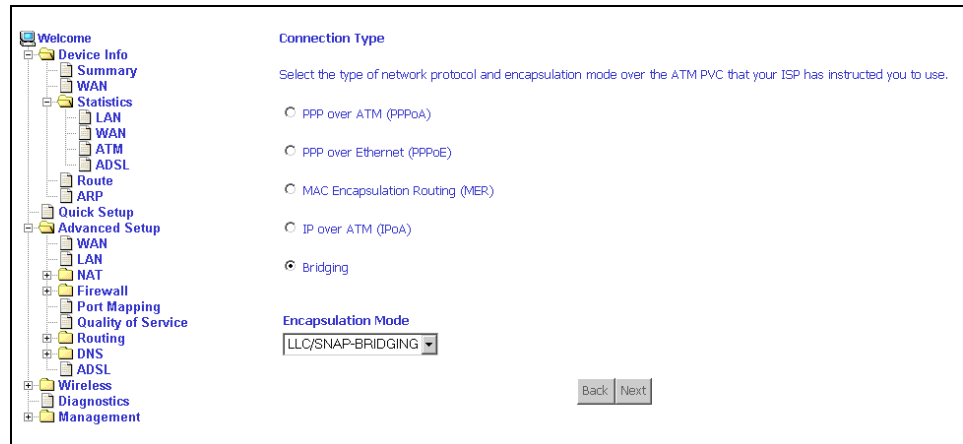 Welcome
Device Info
Summary
WAN
Statistics
LAN
WAN
ATM
ADSL
Route
ARP
Quick Setup
Advanced Setup
WAN
LAN
NAT
Firewall
Port Mapping
Quality of Service
Routing
DNS
ADSL
Wireless
Diagnostics
Management
Connection Type
Select the type of network protocol and encapsulation mode over the ATM PVC that your ISP has instructed you to use.
PPP over ATM (PPPoA)
PPP over Ethernet (PPPoE)
MAC Encapsulation Routing (MER)
IP over ATM (IPoA)
Bridging
Encapsulation Mode
LLC/SNAP-BRIDGING
Back Next